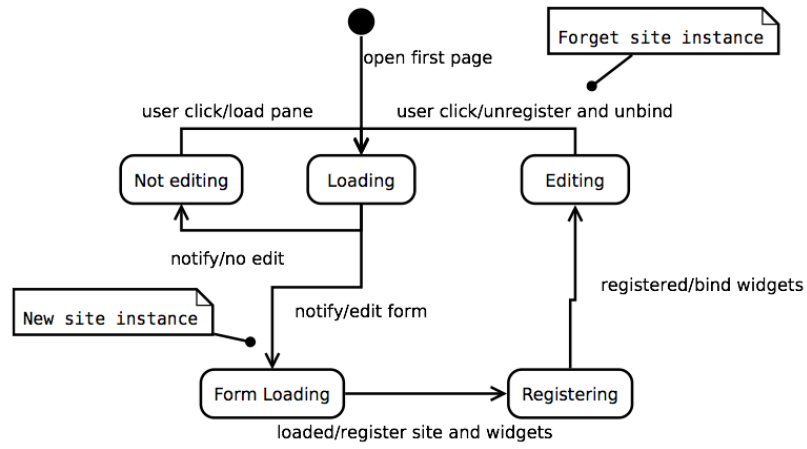 Forget site instance
open first page
user click/load pane
user click/unregister and unbind
Not editing
Loading
Editing
notify/no edit
registered/bind widgets
New site instance
notify/edit form
Form Loading
Registering
loaded/register site and widgets